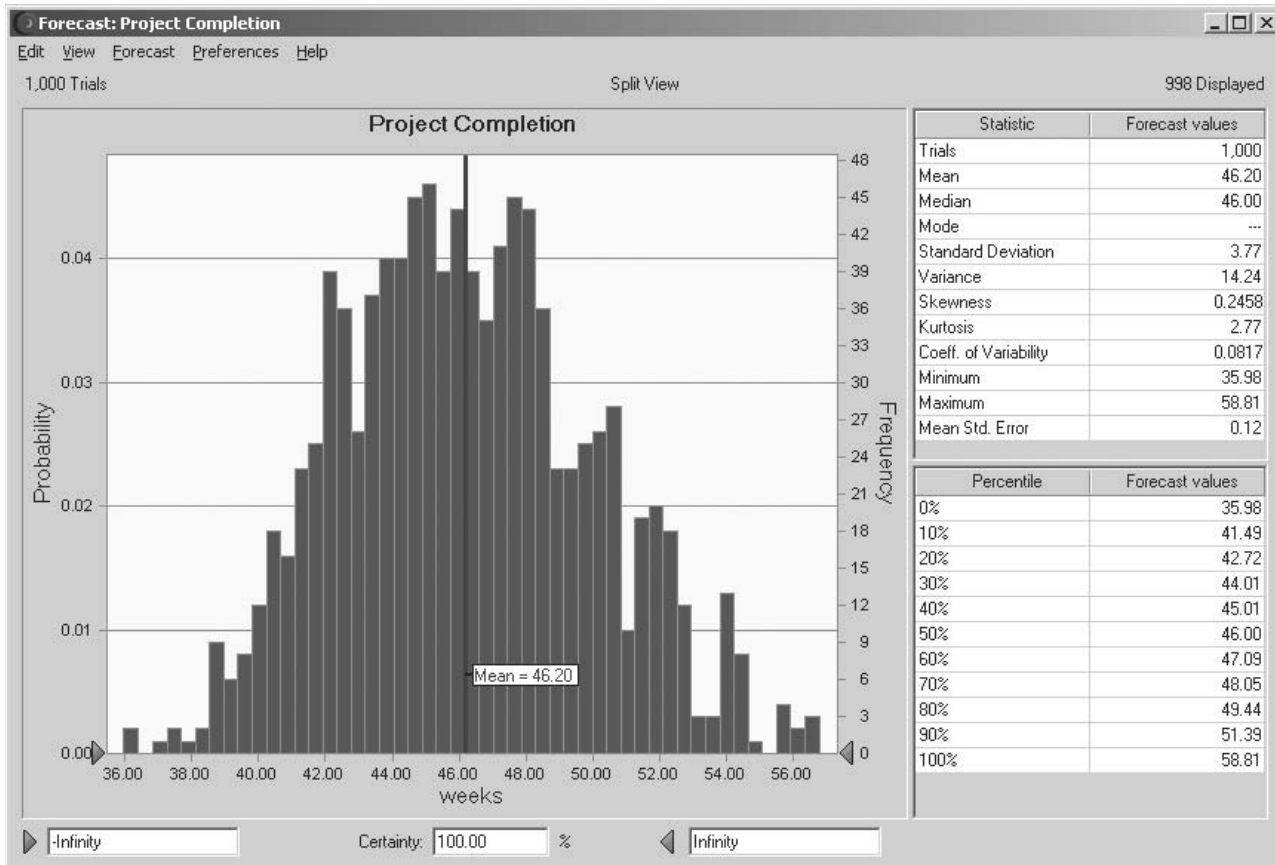 Forecast: Project Completion
Edit View Forecast Preferences Help
1,000 Trials Split View 998 Displayed
Project Completion
Probability
0.04
0.03
0.02
0.01
0.00
48
45
42
39
36
33
30
27
24
21
18
15
12
9
6
3
0
Frequency
Mean = 46.20
36.00 38.00 40.00 42.00 44.00 46.00 48.00 50.00 52.00 54.00 56.00
weeks
Statistic Forecast values
Trials 1,000
Mean 46.20
Median 46.00
Mode ---
Standard Deviation 3.77
Variance 14.24
Skewness 0.2458
Kurtosis 2.77
Coeff. of Variability 0.0817
Minimum 35.98
Maximum 58.81
Mean Std. Error 0.12
Percentile Forecast values
0% 35.98
10% 41.49
20% 42.72
30% 44.01
40% 45.01
50% 46.00
60% 47.09
70% 48.05
80% 49.44
90% 51.39
100% 58.81
-Infinity Certainty: 100.00 % Infinity